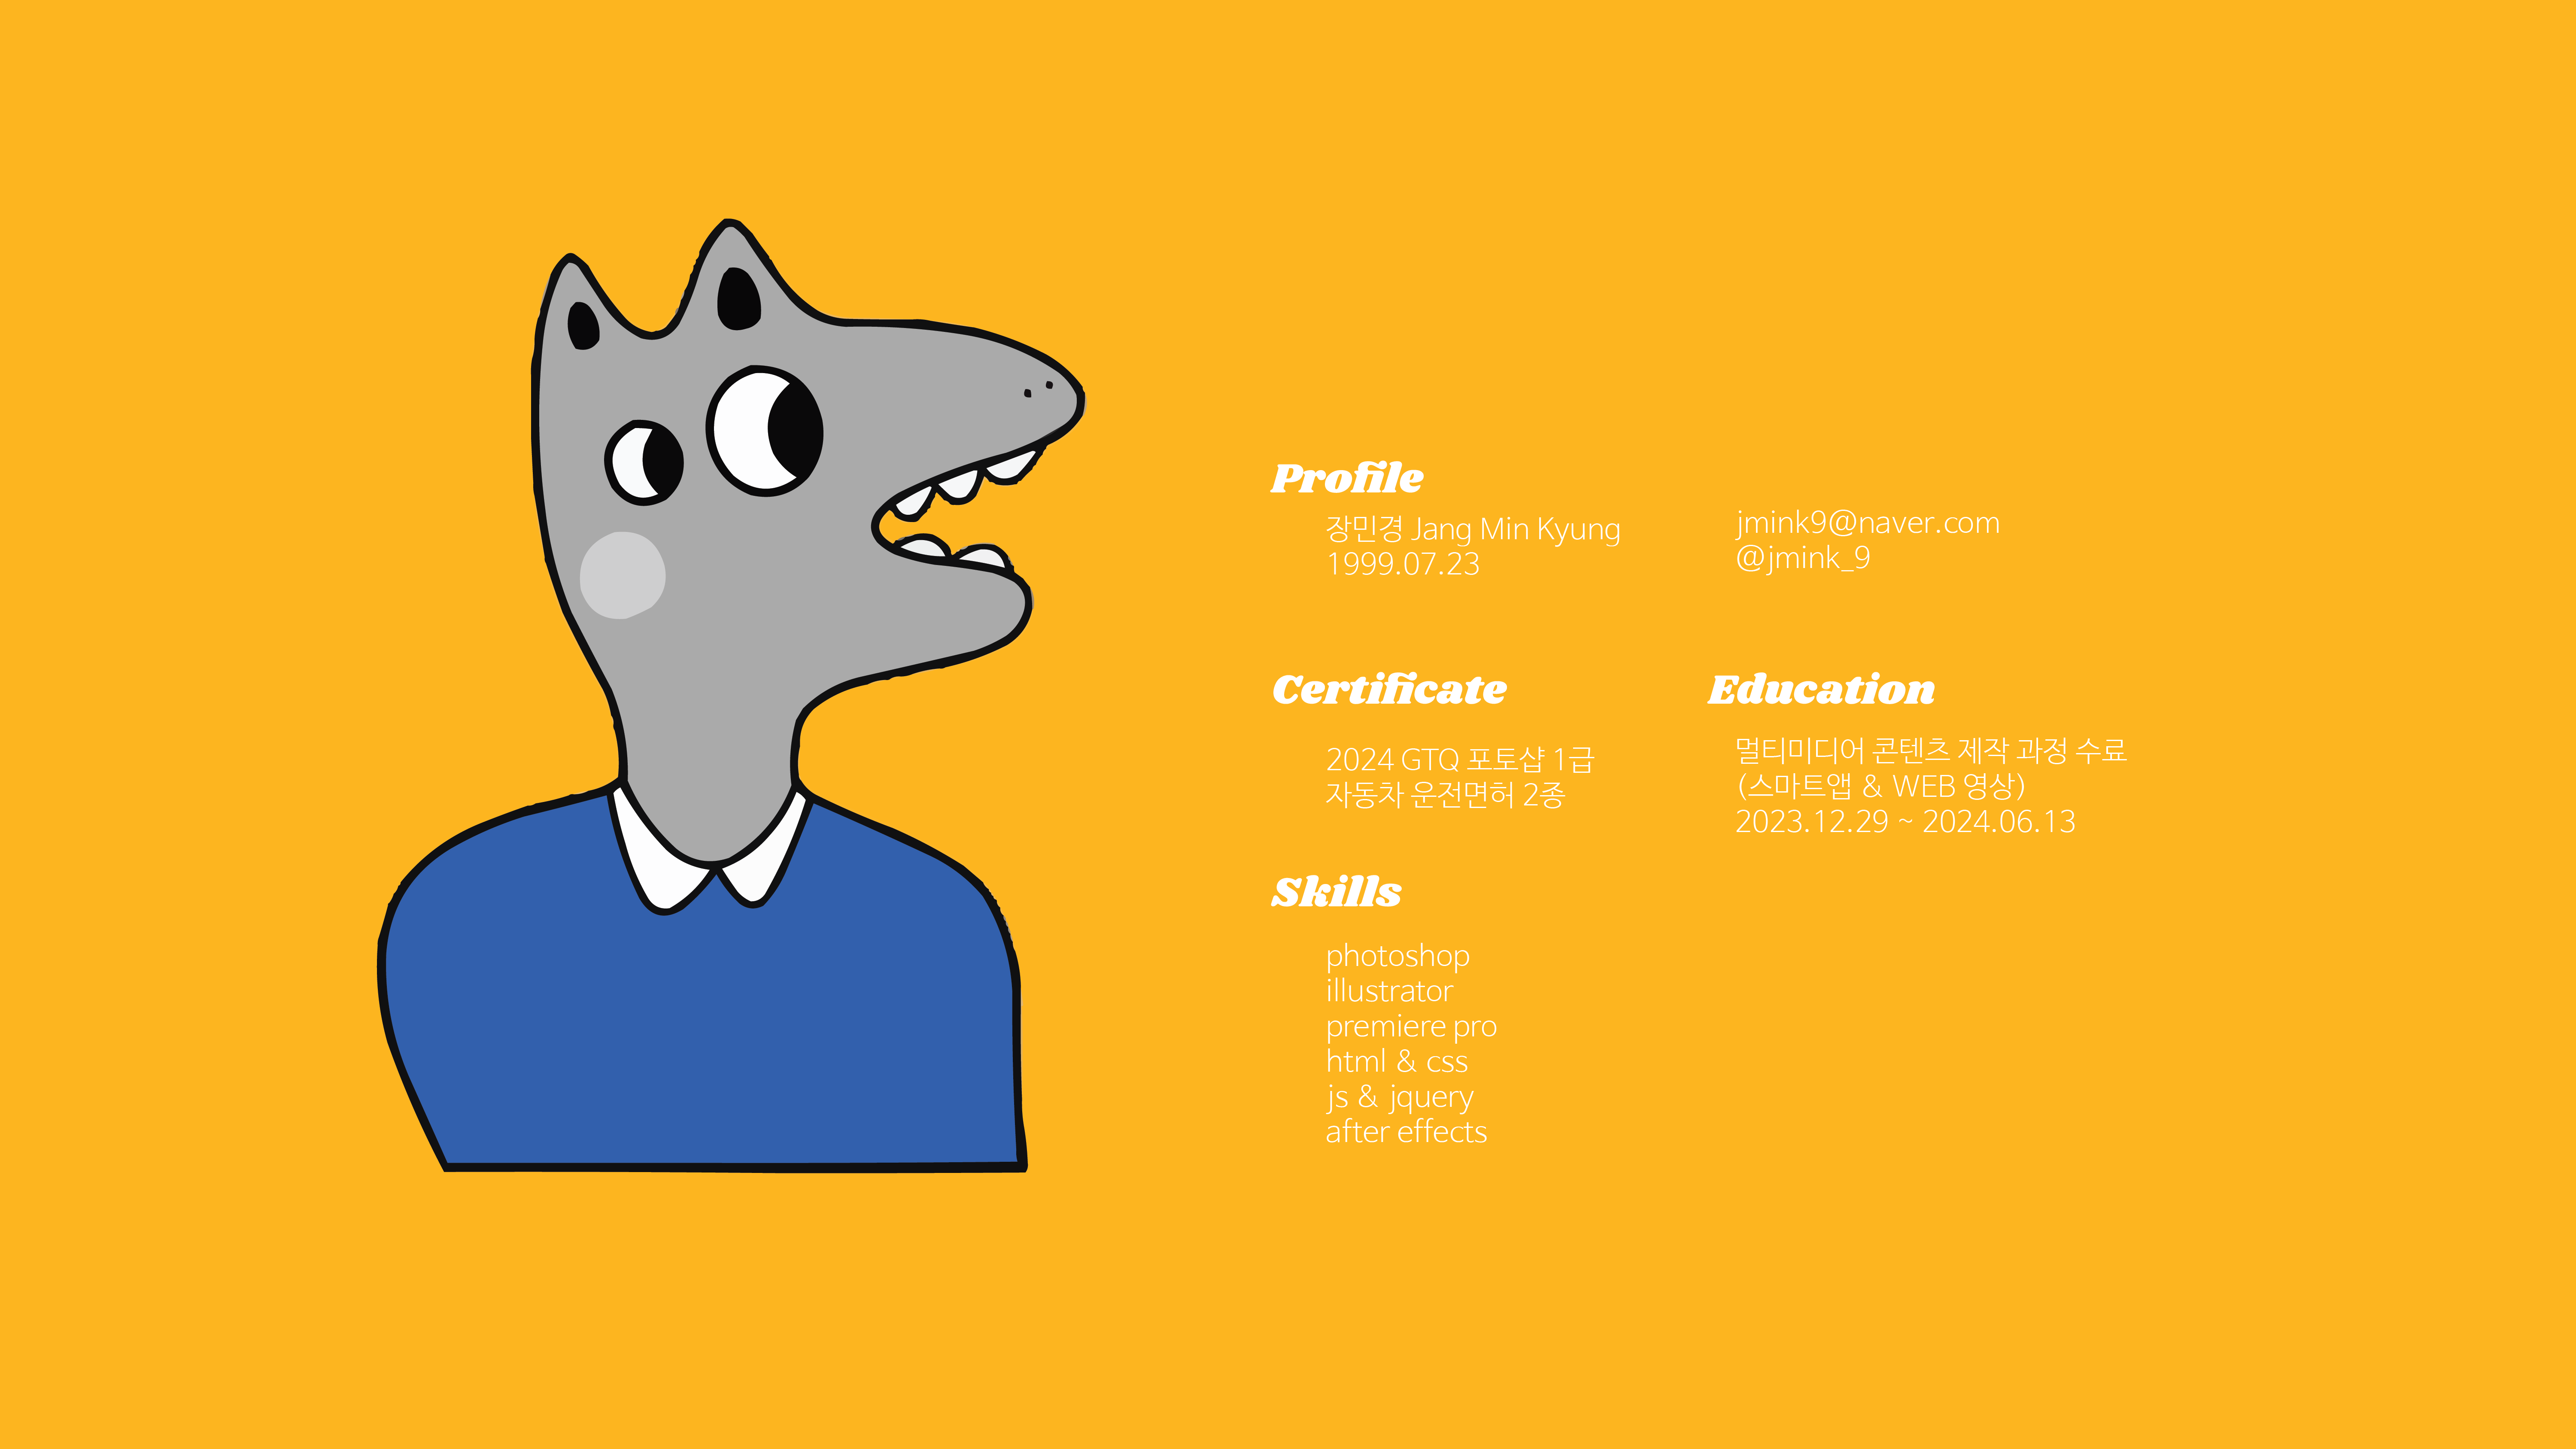 Profile
장민경 Jang Min Kyung
1999.07.23
jmink9@naver.com
@jmink_9
Certificate
2024 GTQ 포토샵 1급
자동차 운전면허 2종
Education
멀티미디어 콘텐츠 제작 과정 수료
(스마트앱 & WEB 영상)
2023.12.29 ~ 2024.06.13
Skills
photoshop
illustrator
premiere pro
html & css
js & jquery
after effects